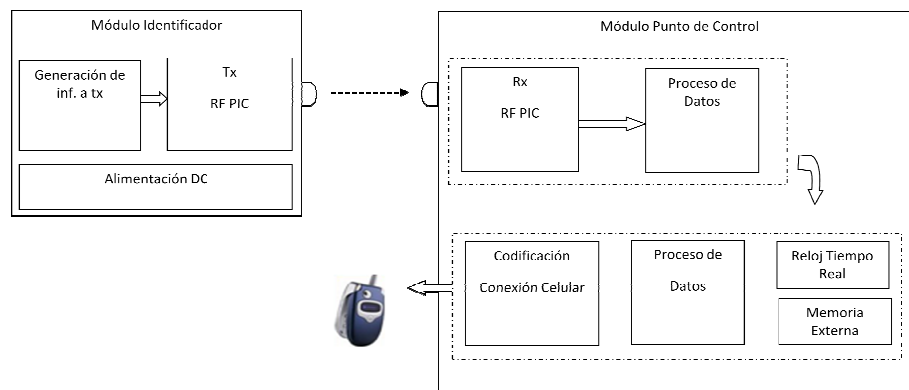 Módulo Identificador
Generación de
inf. a tx
Tx
RF PIC
Alimentación DC
Módulo Punto de Control
Rx
RF PIC
Proceso de
Datos
Codificación
Conexión Celular
Proceso de
Datos
Reloj Tiempo
Real
Memoria
Externa